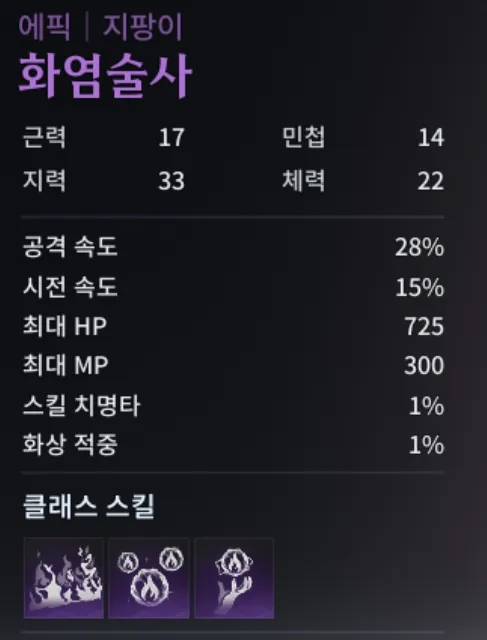 에픽 | 지팡이
화염술사
근력 17 민첩 14
지력 33 체력 22
공격 속도 28%
시전 속도 15%
최대 HP 725
최대 MP 300
스킬 치명타 1%
화상 적중 1%
클래스 스킬